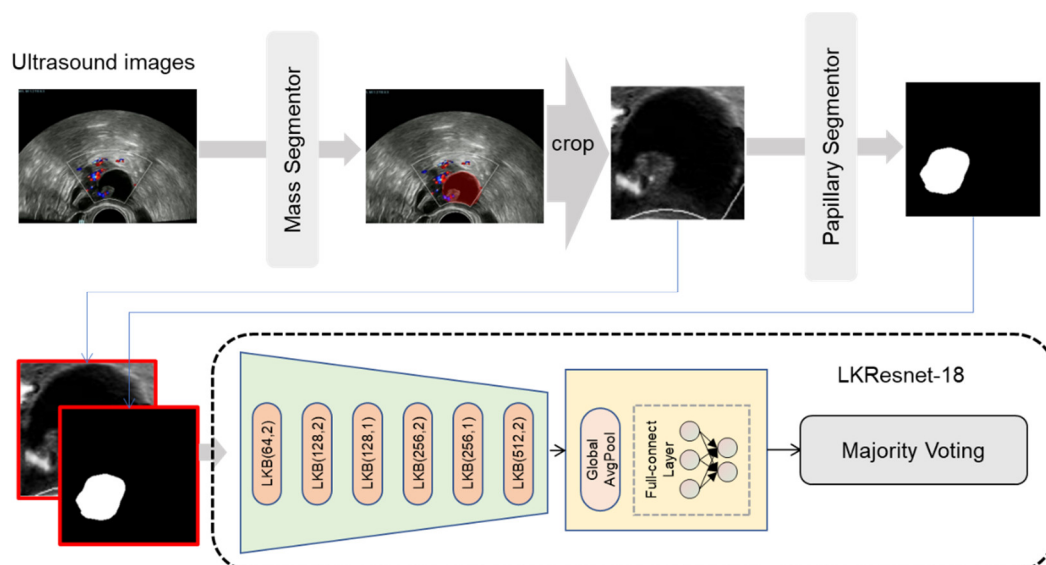 Ultrasound images
Mass Segmentor
crop
Papillary Segmentor
LKResnet-18
LKB(64,2)
LKB(128,2)
LKB(128,1)
LKB(256,2)
LKB(256,1)
LKB(512,2)
Global
AvgPool
Full-connect
Layer
Majority Voting